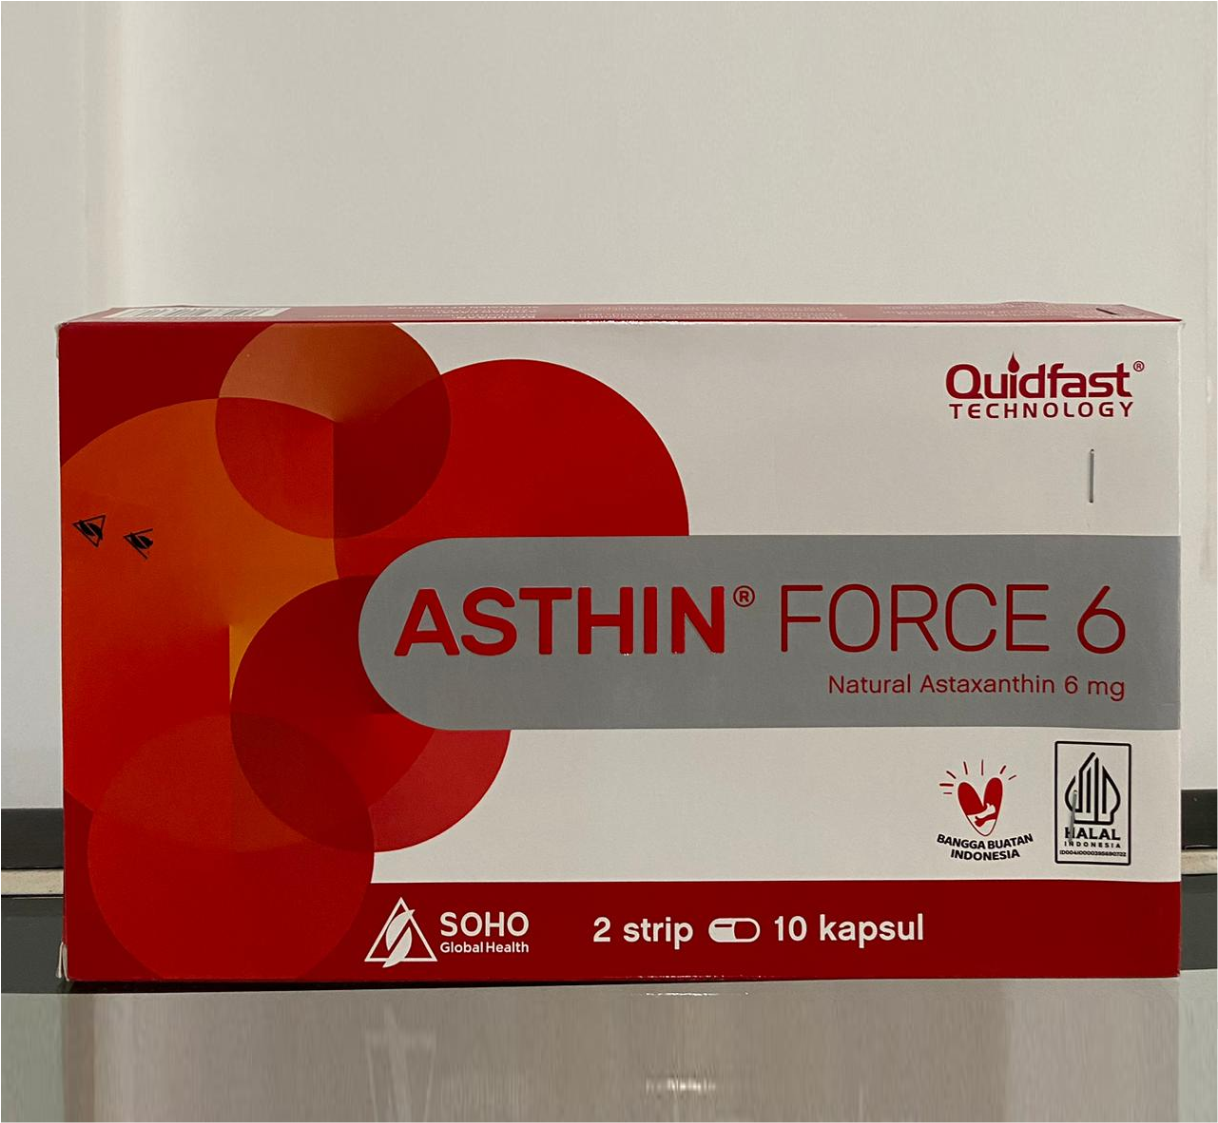 Quidfast®
TECHNOLOGY
ASTHIN® FORCE 6
Natural Astaxanthin 6 mg
BANGGA BUATAN
INDONESIA
HALAL
INDONESIA
SOHO
Global Health
2 strip 10 kapsul